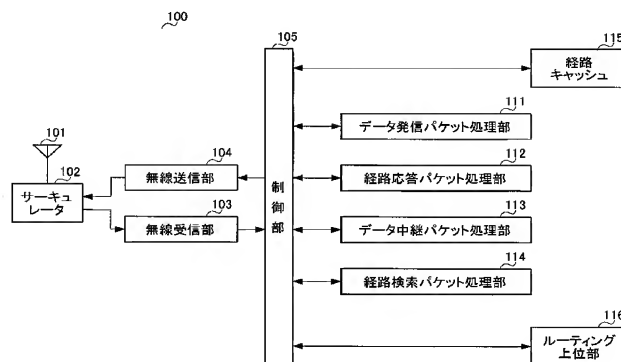 100
105
115
経路
キャッシュ
101
111
データ発信パケット処理部
104
無線送信部
112
経路応答パケット処理部
102
サーキュ
レータ
制御部
103
無線受信部
113
データ中継パケット処理部
114
経路検索パケット処理部
116
ルーティング
上位部